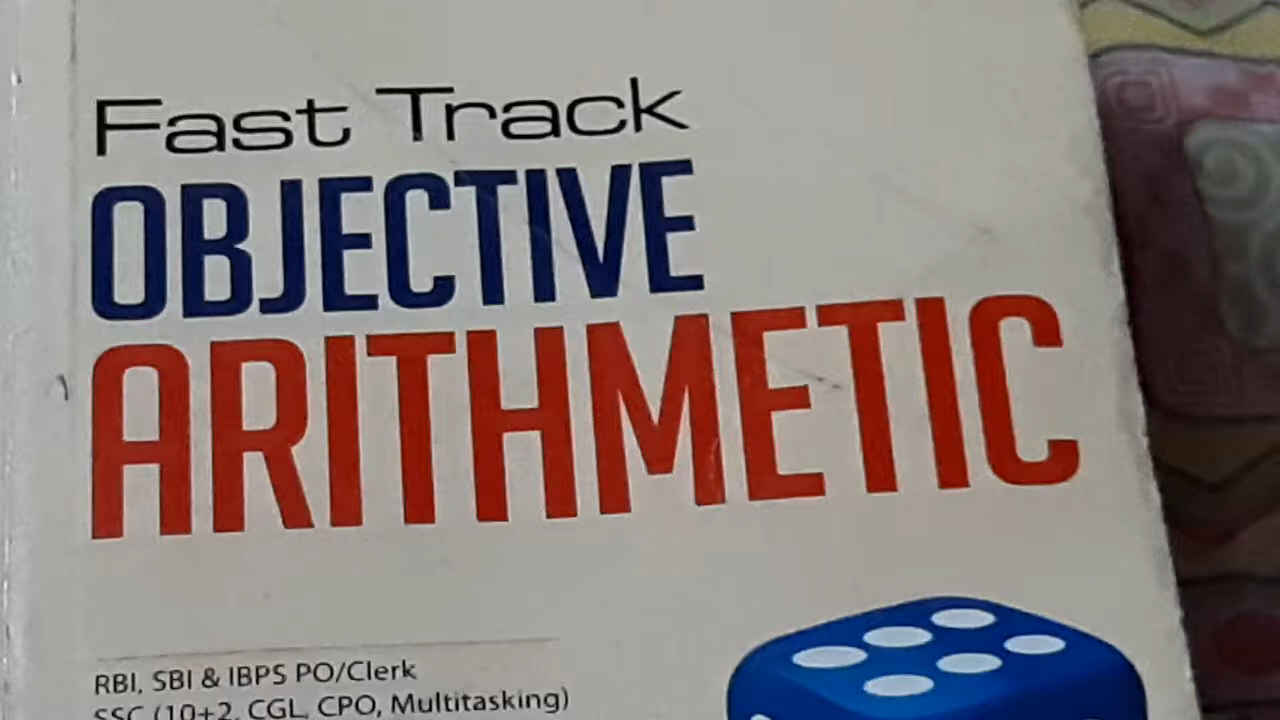 Fast Track
OBJECTIVE
ARITHMETIC
RBI, SBI & IBPS PO/Clerk
SSC (10+2, CGL, CPO, Multitasking)